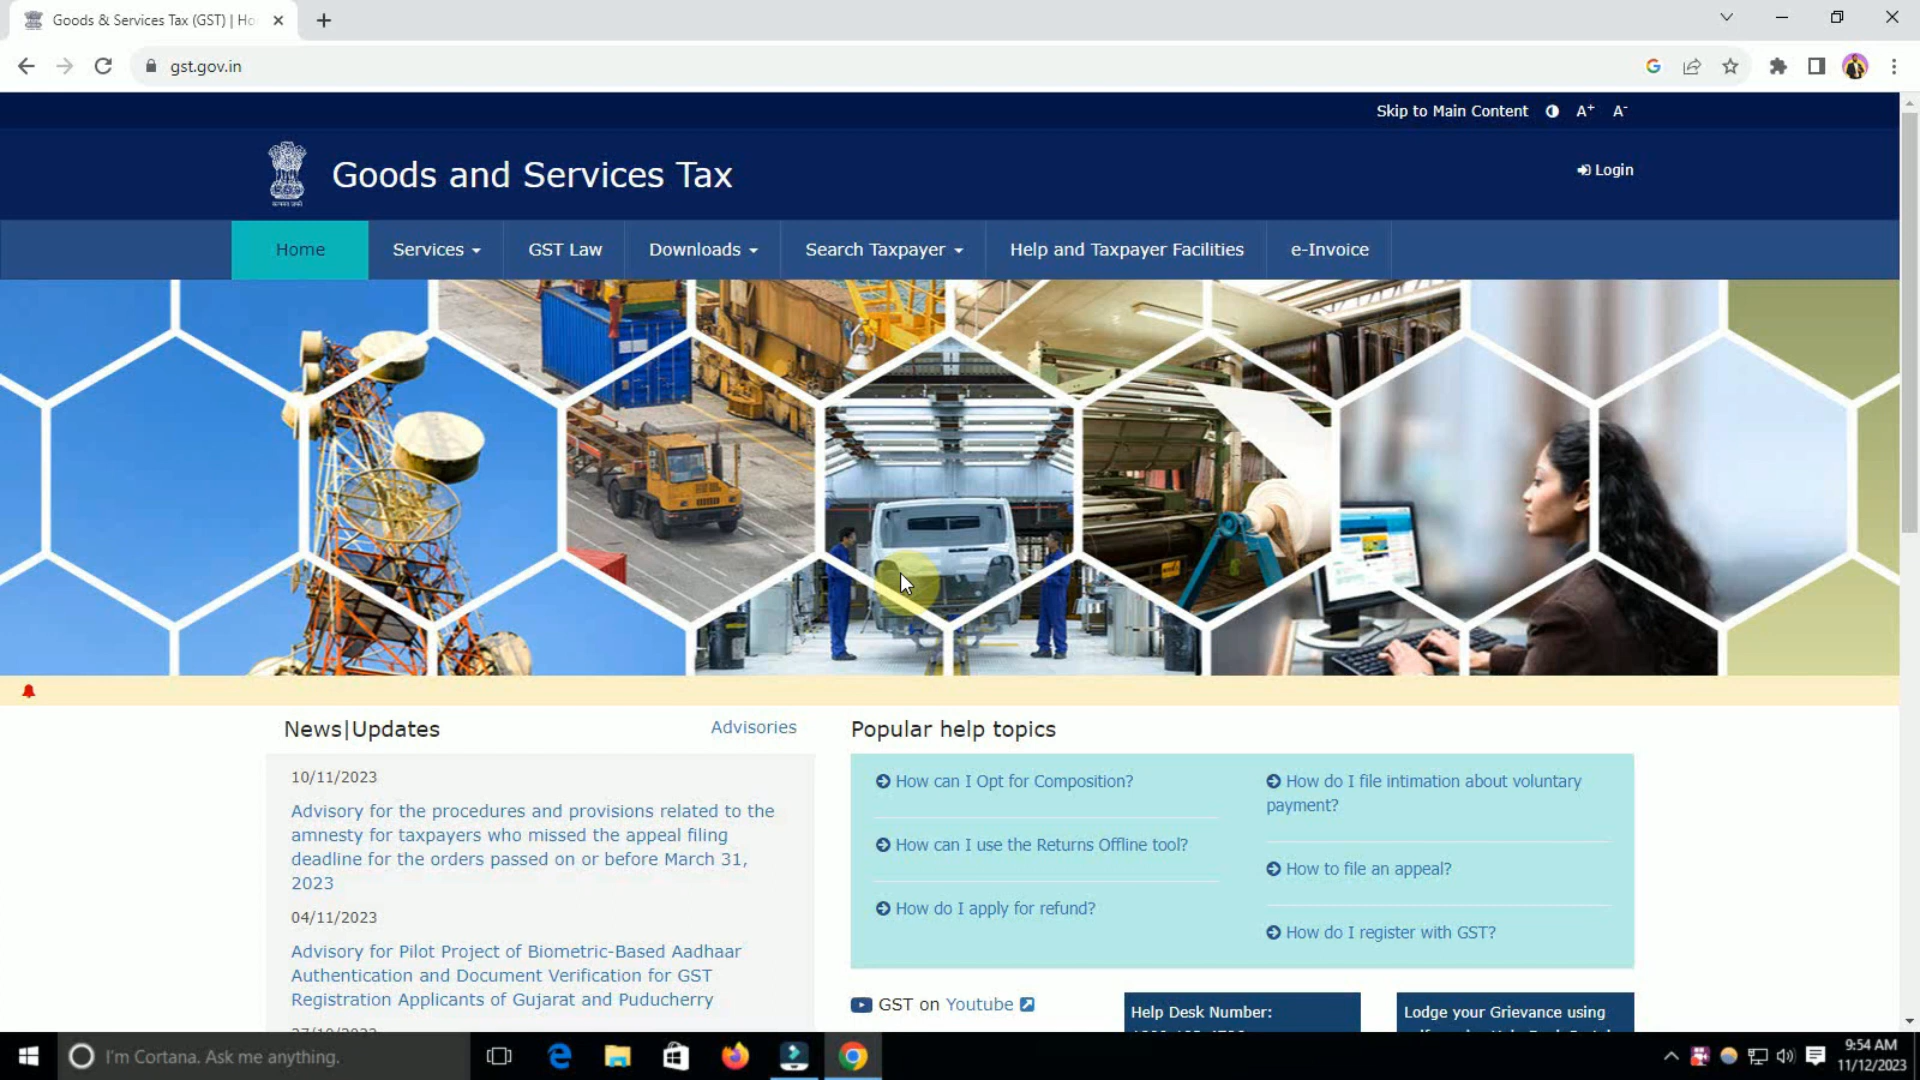 Goods & Services Tax (GST) | Ho
gst.gov.in
Skip to Main Content A+ A-
Goods and Services Tax
Login
Home Services GST Law Downloads Search Taxpayer Help and Taxpayer Facilities e-Invoice
News|Updates Advisories
10/11/2023
Advisory for the procedures and provisions related to the
amnesty for taxpayers who missed the appeal filing
deadline for the orders passed on or before March 31,
2023
04/11/2023
Advisory for Pilot Project of Biometric-Based Aadhaar
Authentication and Document Verification for GST
Registration Applicants of Gujarat and Puducherry
Popular help topics
How can I Opt for Composition?
How can I use the Returns Offline tool?
How do I apply for refund?
How do I file intimation about voluntary
payment?
How to file an appeal?
How do I register with GST?
GST on Youtube
Help Desk Number:
Lodge your Grievance using
I'm Cortana. Ask me anything.
9:54 AM
11/12/2023